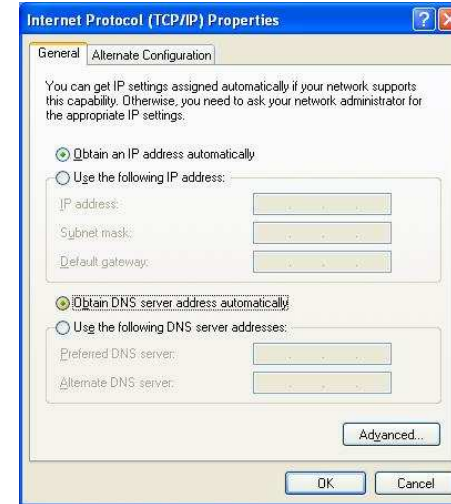 Internet Protocol (TCP/IP) Properties
General
Alternate Configuration
You can get IP settings assigned automatically if your network supports
this capability. Otherwise, you need to ask your network administrator for
the appropriate IP settings.
Obtain an IP address automatically
Use the following IP address:
IP address:
Subnet mask:
Default gateway:
Obtain DNS server address automatically
Use the following DNS server addresses:
Preferred DNS server:
Alternate DNS server:
Advanced...
OK
Cancel